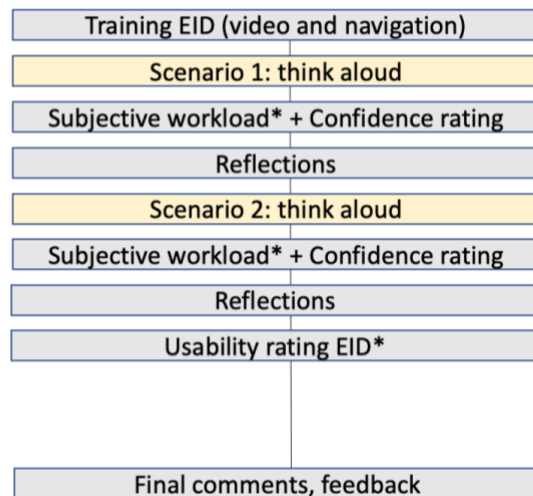 Training EID (video and navigation)
Scenario 1: think aloud
Subjective workload* + Confidence rating
Reflections
Scenario 2: think aloud
Subjective workload* + Confidence rating
Reflections
Usability rating EID*
Final comments, feedback